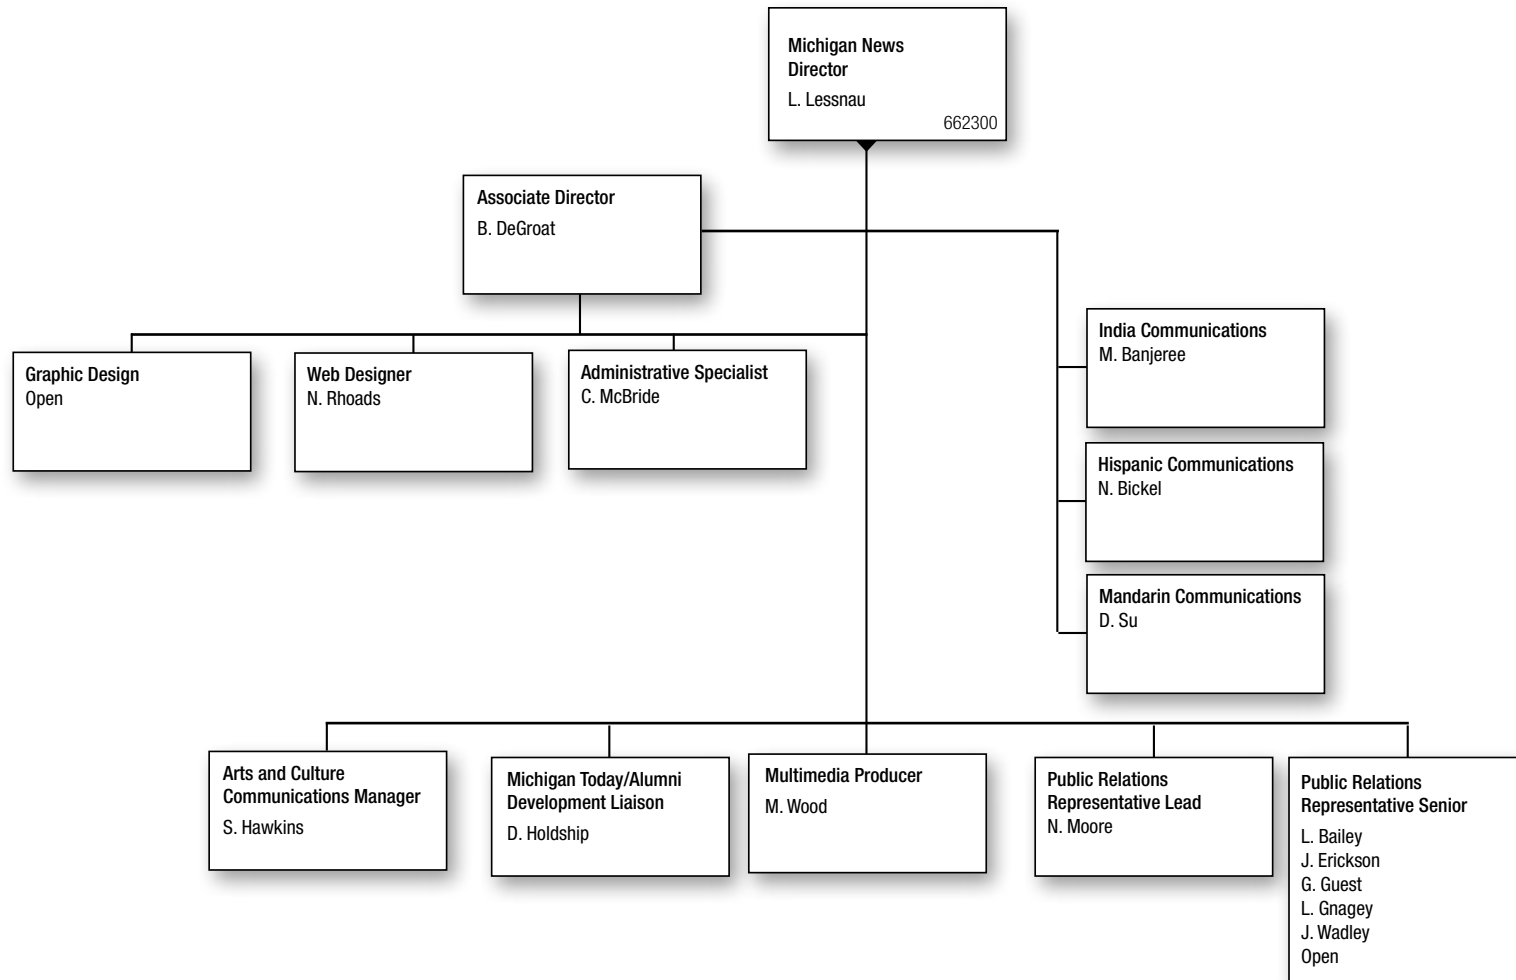 Michigan News
Director
L. Lessnau
662300
Associate Director
B. DeGroat
Graphic Design
Open
Web Designer
N. Rhoads
Administrative Specialist
C. McBride
India Communications
M. Banjeree
Hispanic Communications
N. Bickel
Mandarin Communications
D. Su
Arts and Culture
Communications Manager
S. Hawkins
Michigan Today/Alumni
Development Liaison
D. Holdship
Multimedia Producer
M. Wood
Public Relations
Representative Lead
N. Moore
Public Relations
Representative Senior
L. Bailey
J. Erickson
G. Guest
L. Gnagey
J. Wadley
Open